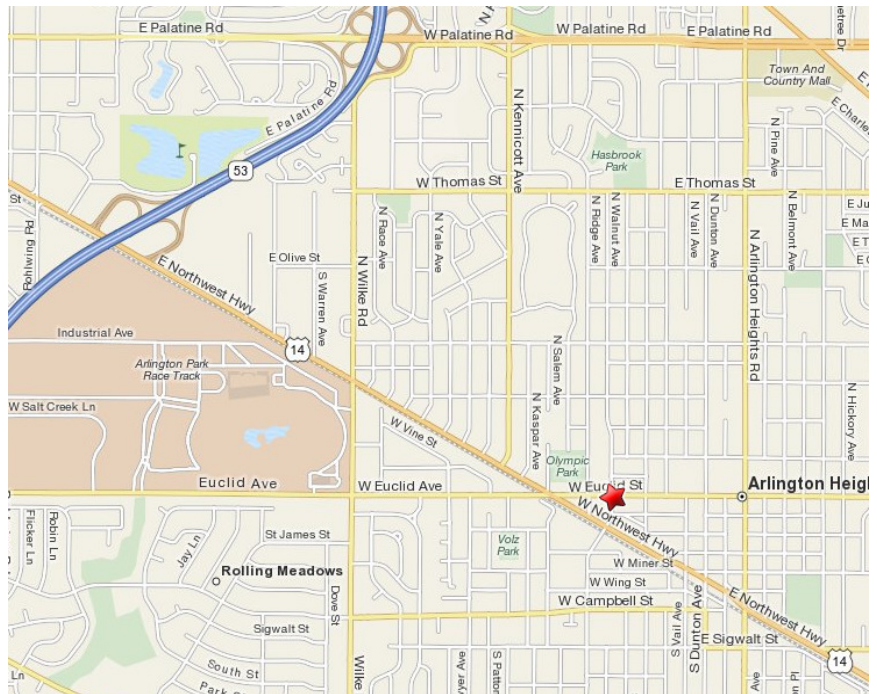 E Palatine Rd
W Palatine Rd
E Palatine Rd
Town And
Country Mall
E Palatine Rd
N Kennicott Ave
N Pine Ave
Hasbrook
Park
53
W Thomas St
E Thomas St
St
Rohlwing Rd
N Race Ave
N Yale Ave
N Ridge Ave
N Walnut Ave
N Vail Ave
N Dunton Ave
N Arlington Heights Rd
N Belmont Ave
E Olive St
E Northwest Hwy
S Warren Ave
N Wilke Rd
Industrial Ave
14
Arlington Park
Race Track
N Salem Ave
N Kaspar Ave
N Hickory Ave
W Salt Creek Ln
W Vine St
Olympic
Park
Euclid Ave
W Euclid Ave
W Euclid St
Arlington Heigh
W Northwest Hwy
Flicker Ln
Robin Ln
Jay Ln
St James St
Volz
Park
W Miner St
Rolling Meadows
W Wing St
Dove St
W Campbell St
E Northwest Hwy
S Vail Ave
S Dunton Ave
Sigwalt St
E Sigwalt St
South St
Wilke
14
Ln